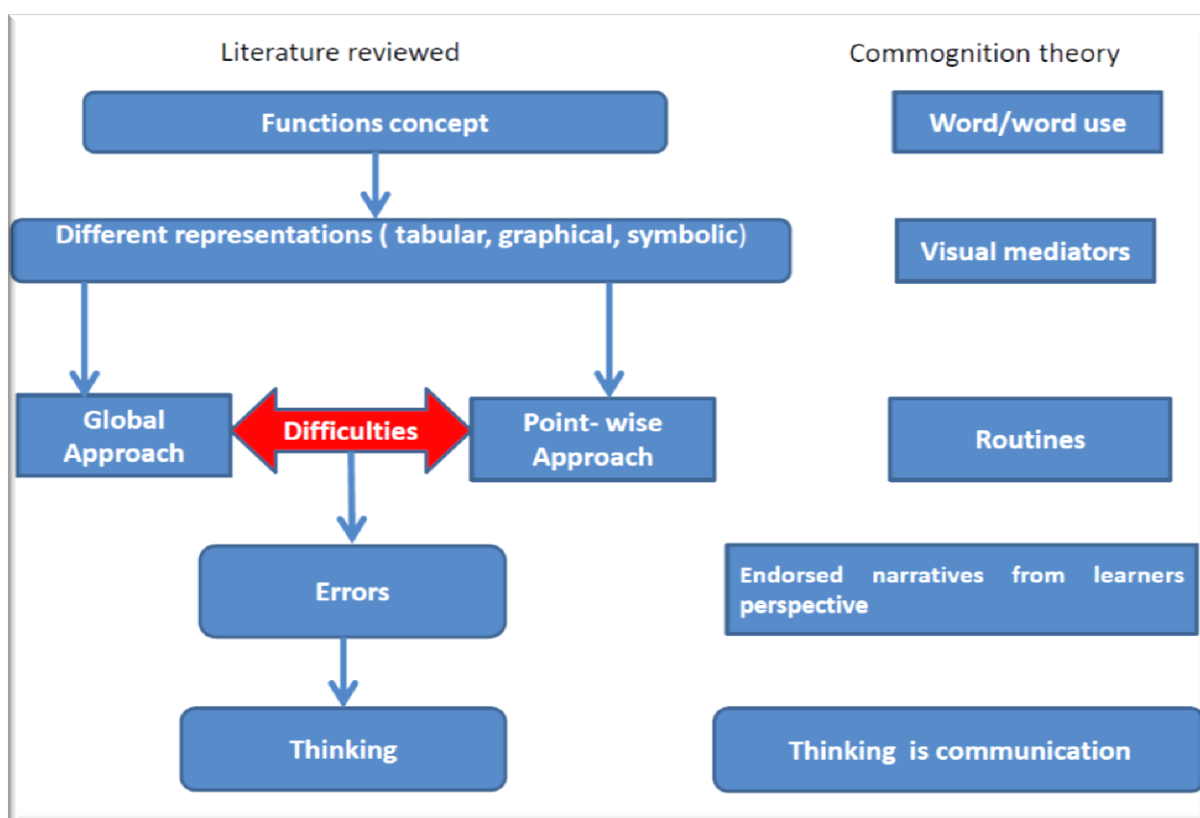 Literature reviewed
Commognition theory
Functions concept
Word/word use
Different representations ( tabular, graphical, symbolic)
Visual mediators
Global
Approach
Difficulties
Point- wise
Approach
Routines
Errors
Endorsed narratives from learners
perspective
Thinking
Thinking is communication